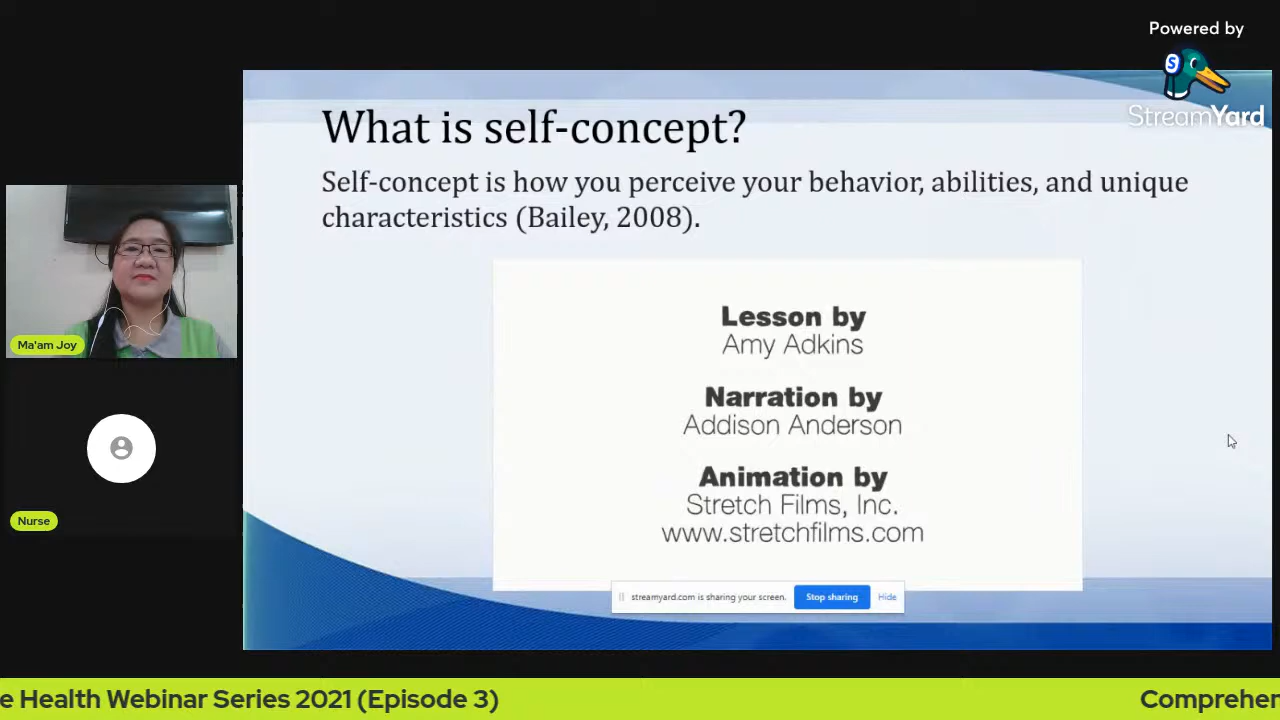 Powered by
S
StreamYard
What is self-concept?
Self-concept is how you perceive your behavior, abilities, and unique
characteristics (Bailey, 2008).
Ma'am Joy
Nurse
Lesson by
Amy Adkins
Narration by
Addison Anderson
Animation by
Stretch Films, Inc.
www.stretchfilms.com
streamyard.com is sharing your screen.
Stop sharing
Hide
e Health Webinar Series 2021 (Episode 3)
Comprehen